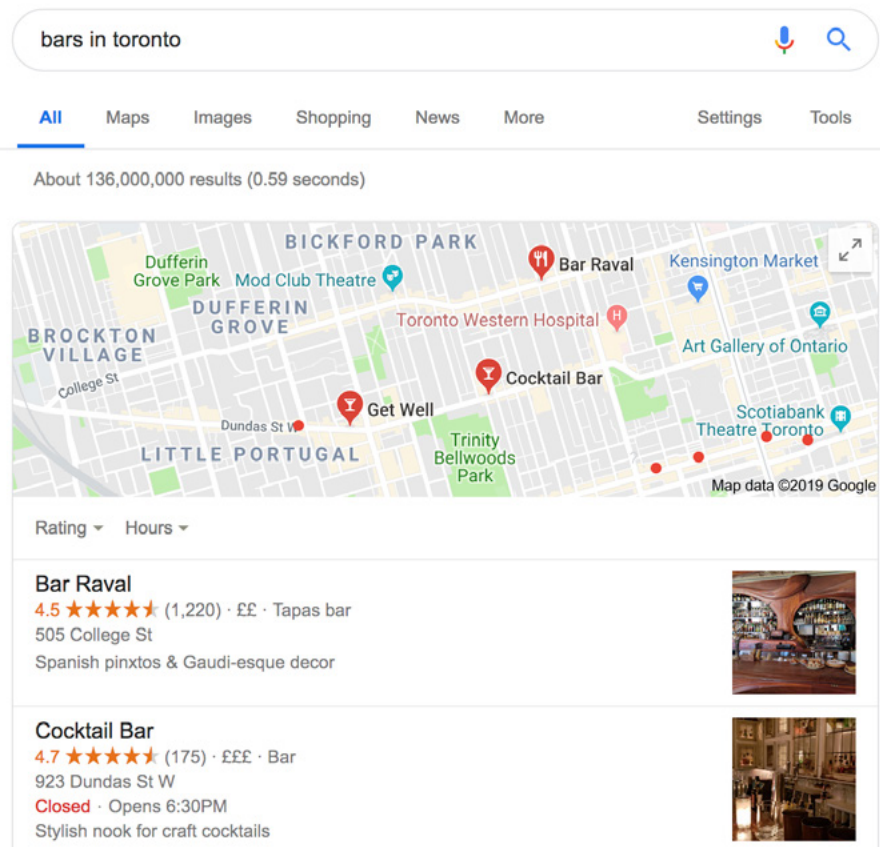 bars in toronto
All Maps Images Shopping News More Settings Tools
About 136,000,000 results (0.59 seconds)
BICKFORD PARK
Dufferin
Grove Park
Mod Club Theatre
Bar Raval
Kensington Market
DUFFERIN
GROVE
Toronto Western Hospital
H
BROCKTON
VILLAGE
Art Gallery of Ontario
College St
Cocktail Bar
Get Well
Dundas St W
Scotiabank
Theatre Toronto
LITTLE PORTUGAL
Trinity
Bellwoods
Park
Map data ©2019 Google
Rating Hours
Bar Raval
4.5 ★★★★★ (1,220) · ££ · Tapas bar
505 College St
Spanish pinxtos & Gaudi-esque decor
Cocktail Bar
4.7 ★★★★★ (175) · £££ · Bar
923 Dundas St W
Closed · Opens 6:30PM
Stylish nook for craft cocktails